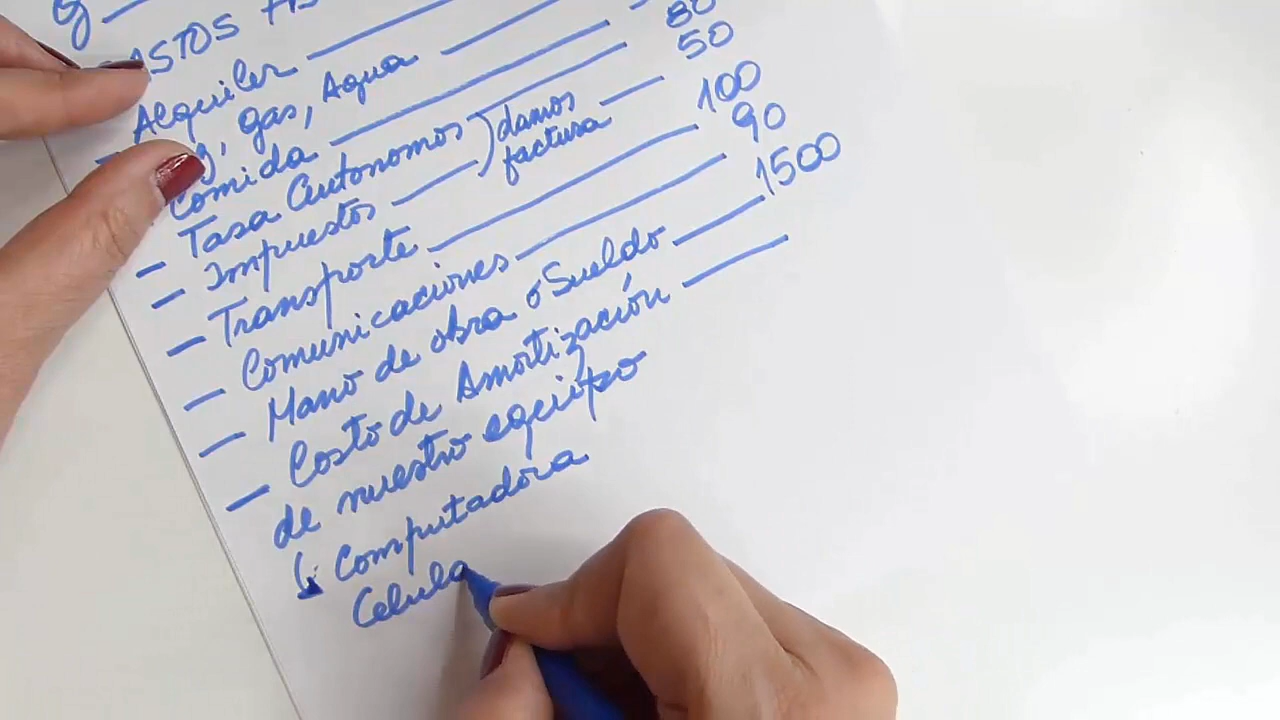 ASTOS
Alquiler
g, gas, Agua
Comida 80
- Tasa Autonomos } damos 50
- Impuestos factura
- Transporte 100
- Comunicaciones 90
- Mano de obra o Sueldo 1500
- Costo de Amortización
de nuestro equipo
Computadora
Celula